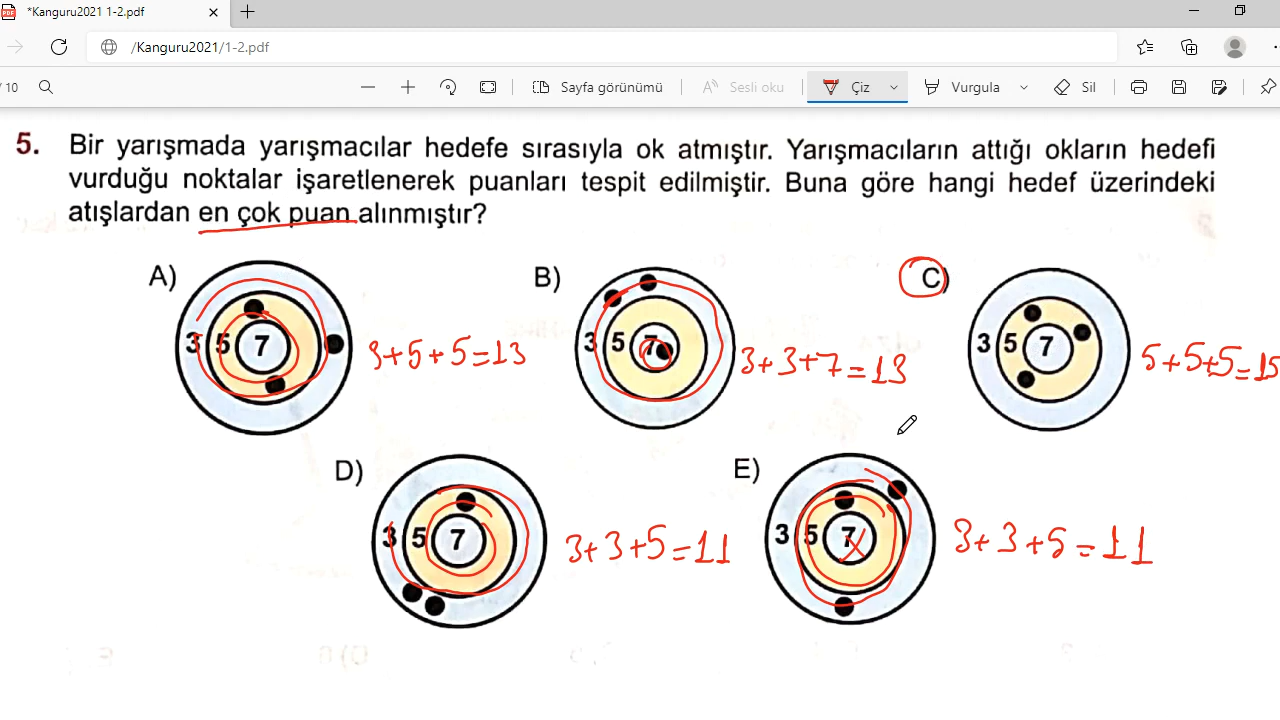 *Kanguru2021 1-2.pdf
/Kanguru2021/1-2.pdf
/ 10
Sayfa görünümü
Sesli oku
Çiz
Vurgula
Sil
5. Bir yarışmada yarışmacılar hedefe sırasıyla ok atmıştır. Yarışmacıların attığı okların hedefi
vurduğu noktalar işaretlenerek puanları tespit edilmiştir. Buna göre hangi hedef üzerindeki
atışlardan en çok puan alınmıştır?
A)
3 5 7
3+5+5=13
B)
3 5 7
3+3+7=13
C)
3 5 7
5+5+5=15
D)
3 5 7
3+3+5=11
E)
3 5 7
3+3+5=11